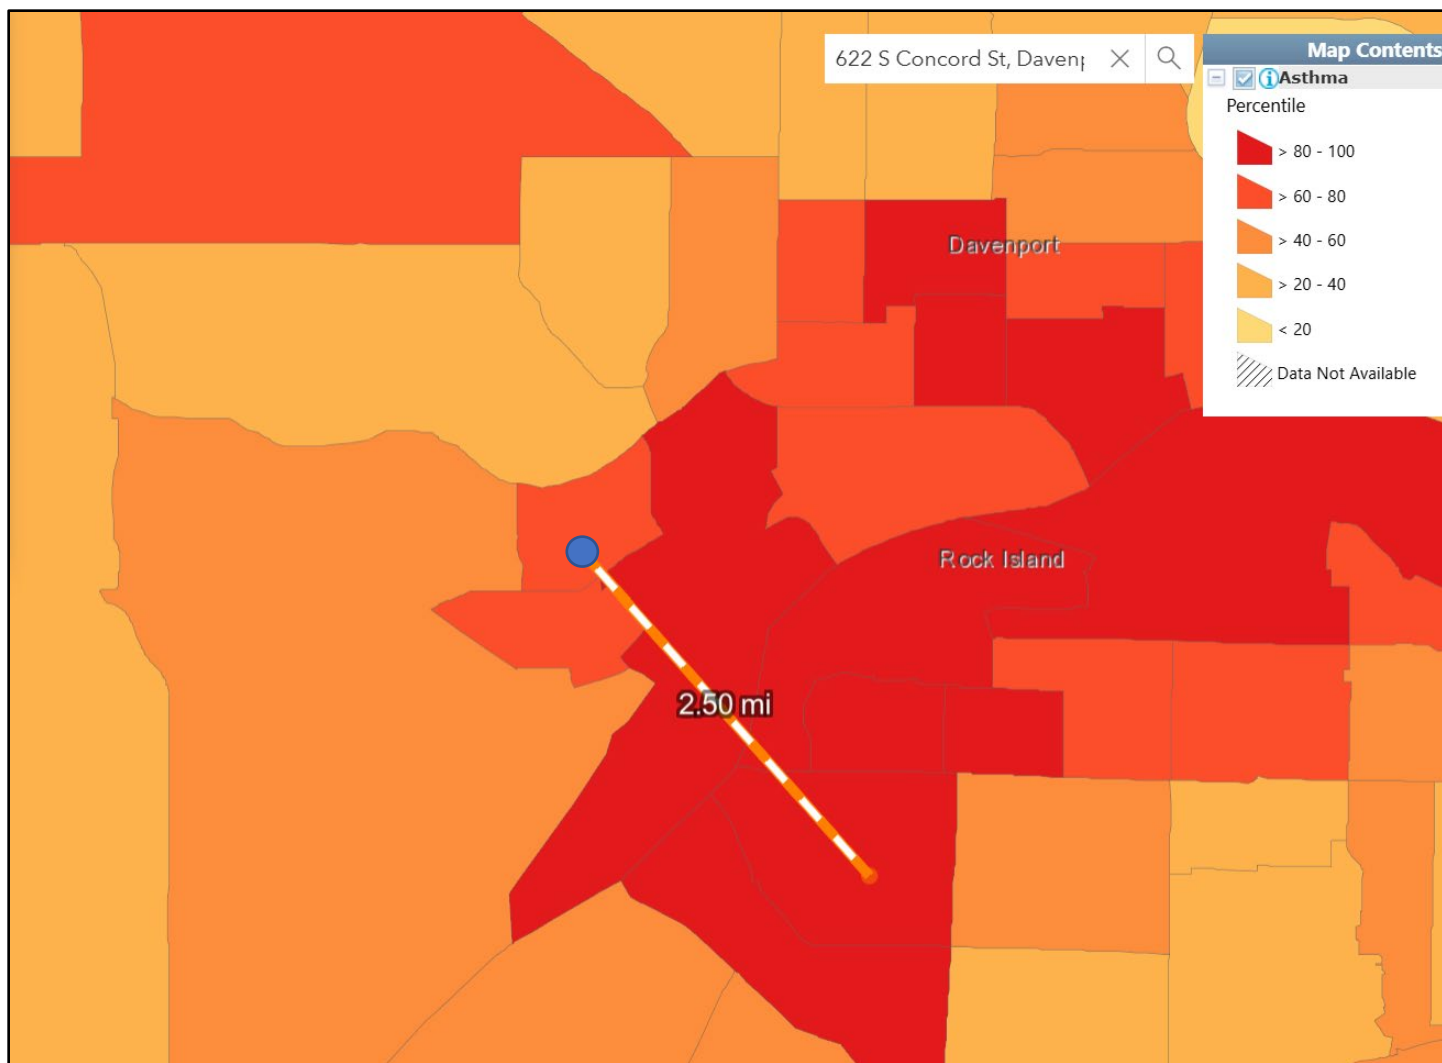 622 S Concord St, Daven
Map Contents
Asthma
Percentile
> 80 - 100
> 60 - 80
> 40 - 60
> 20 - 40
< 20
Data Not Available
Davenport
Rock Island
2.50 mi